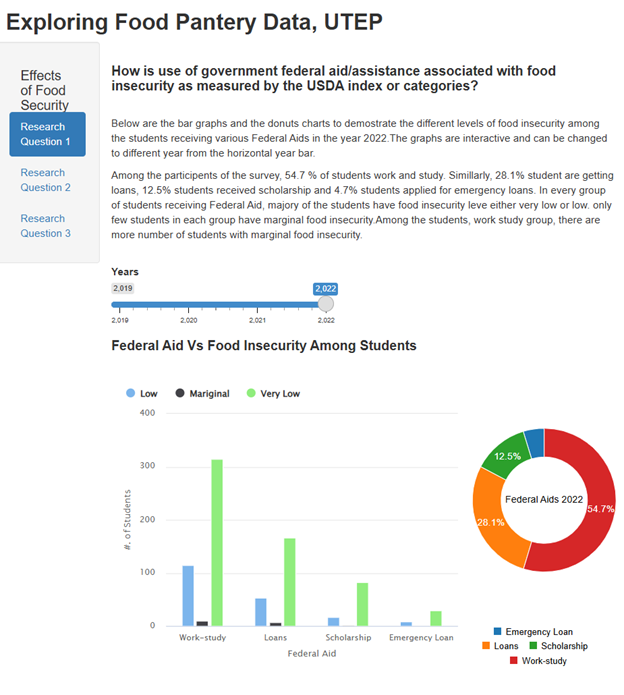 Exploring Food Pantery Data, UTEP
Effects
of Food
Security
Research
Question 1
Research
Question 2
Research
Question 3
How is use of government federal aid/assistance associated with food
insecurity as measured by the USDA index or categories?
Below are the bar graphs and the donuts charts to demostrate the different levels of food insecurity among
the students receiving various Federal Aids in the year 2022.The graphs are interactive and can be changed
to different year from the horizontal year bar.
Among the participents of the survey, 54.7 % of students work and study. Simillarly, 28.1% student are getting
loans, 12.5% students received scholarship and 4.7% students applied for emergency loans. In every group
of students receiving Federal Aid, majory of the students have food insecurity leve either very low or low. only
few students in each group have marginal food insecurity.Among the students, work study group, there are
more number of students with marginal food insecurity.
Years
2,019 2,022
2,019 2,020 2,021 2,022
Federal Aid Vs Food Insecurity Among Students
Low Mariginal Very Low
400
300
200
100
0
#. of Students
Work-study Loans Scholarship Emergency Loan
Federal Aid
12.5%
28.1%
54.7%
Federal Aids 2022
Emergency Loan
Loans Scholarship
Work-study